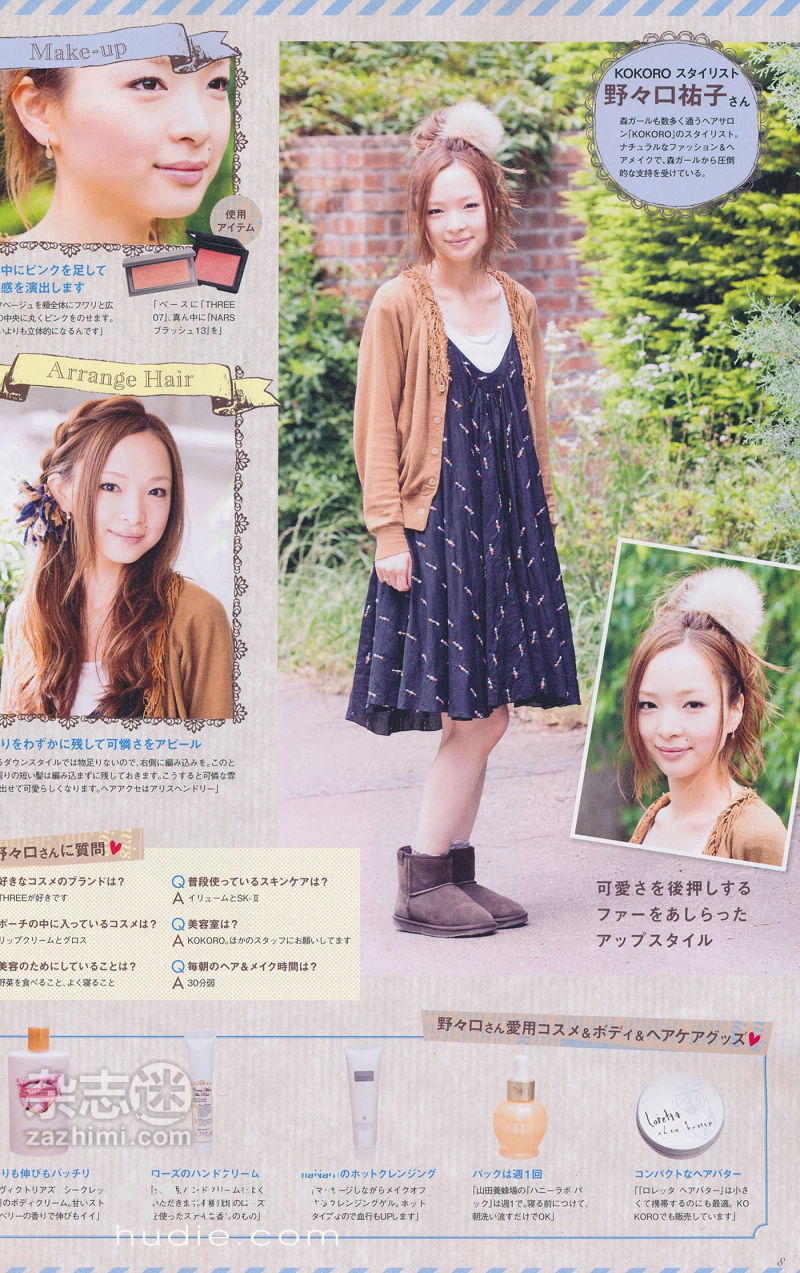 Make-up
KOKORO スタイリスト
野々口祐子さん
森ガールも数多く通うヘアサロ
ン「KOKORO」のスタイリスト。
ナチュラルなファッション&ヘ
アメイクで、森ガールから圧倒
的な支持を受けている。
使用
アイテム
中にピンクを足して
感を演出します
ベージュを頬全体にフワリと広
の中央に丸くピンクをのせます。
いよりも立体的になるんです」
「ベースに「THREE
07」、真ん中に「NARS
ブラッシュ13」を」
Arrange Hair
りをわずかに残して可憐さをアピール
るダウンスタイルでは物足りないので、右側に編み込みを。このと
周りの短い髪は編み込まずに残しておきます。こうすると可憐な雰
出せて可愛らしくなります。ヘアアクセはアリスヘンドリー」
可愛さを後押しする
ファーをあしらった
アップスタイル
野々口さんに質問
好きなコスメのブランドは?
THREEが好きです
ポーチの中に入っているコスメは?
リップクリームとグロス
美容のためにしていることは?
野菜を食べること、よく寝ること
Q 普段使っているスキンケアは?
A イリュームとSK-Ⅱ
Q 美容室は?
A KOKORO。ほかのスタッフにお願いしてます
Q 毎朝のヘア&メイク時間は?
A 30分弱
野々口さん愛用コスメ&ボディ&ヘアケアグッズ
Loretta
shea butter
杂志迷
zazhimi.com
りも伸びもバッチリ
ヴィクトリアズ シークレッ
のボディクリーム。甘いスト
ベリーの香りで伸びもイイ」
ローズのハンドクリーム
のホットクレンジング
ージしながらメイクオフ
クレンジングゲル。ホット
タイプなので血行もUPします」
パックは週1回
「山田養蜂場の「ハニーラボ パ
ック」は週1で。寝る前につけて、
朝洗い流すだけでOK」
コンパクトなヘアバター
「「ロレッタ ヘアバター」は小さ
くて携帯するのにも最適。KO
KOROでも販売しています」
hudie.com
8